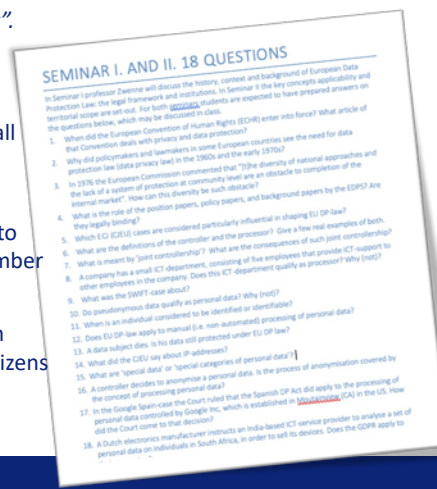 ”.
all
to
mber
n
izens
SEMINAR I. AND II. 18 QUESTIONS
In Seminar I professor Zwenne will discuss the history, context and background of European Data
Protection Law: the legal framework and institutions. In Seminar II the key concepts applicability and
territorial scope are set-out. For both seminars students are expected to have prepared answers on
the questions below, which may be discussed in class.
1. When did the European Convention of Human Rights (ECHR) enter into force? What article of
that Convention deals with privacy and data protection?
2. Why did policymakers and lawmakers in some European countries see the need for data
protection law (data privacy law) in the 1960s and the early 1970s?
3. In 1976 the European Commission commented that “[t]he diversity of national approaches and
the lack of a system of protection at community level are an obstacle to completion of the
internal market”. How can this diversity be such obstacle?
4. What is the role of the position papers, policy papers, and background papers by the EDPS? Are
they legally binding?
5. Which ECJ (CJEU) cases are considered particularly influential in shaping EU DP-law?
6. What are the definitions of the controller and the processor? Give a few real examples of both.
7. What is meant by 'joint controllership'? What are the consequences of such joint controllership?
8. A company has a small ICT-department, consisting of five employees that provide ICT-support to
other employees in the company. Does this ICT-department qualify as processor? Why (not)?
9. What was the SWIFT-case about?
10. Do pseudonymous data qualify as personal data? Why (not)?
11. When is an individual considered to be identified or identifiable?
12. Does EU DP-law apply to manual (i.e. non-automated) processing of personal data?
13. A data subject dies. Is his data still protected under EU DP law?
14. What did the CJEU say about IP-addresses?
15. What are 'special data' or 'special categories of personal data'?
16. A controller decides to anonymise a personal data. Is the process of anonymisation covered by
the concept of processing personal data?
17. In the Google Spain-case the Court ruled that the Spanish DP Act did apply to the processing of
personal data controlled by Google Inc, which is established in Moutainview (CA) in the US. How
did the Court come to that decision?
18. A Dutch electronics manufacturer instructs an India-based ICT-service provider to analyse a set of
personal data on individuals in South Africa, in order to sell its devices. Does the GDPR apply to